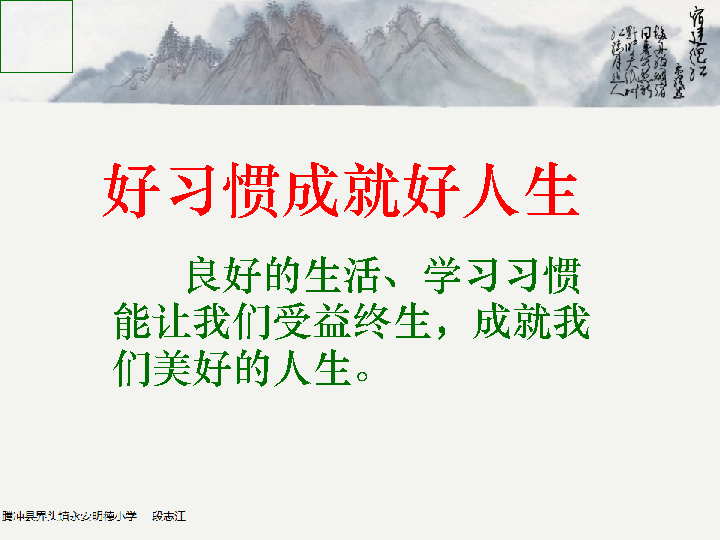 宿建德江
移舟泊烟渚
日暮客愁新
野旷天低树
江清月近人
好习惯成就好人生
良好的生活、学习习惯
能让我们受益终生，成就我
们美好的人生。
腾冲县界头镇永安明德小学 段志江